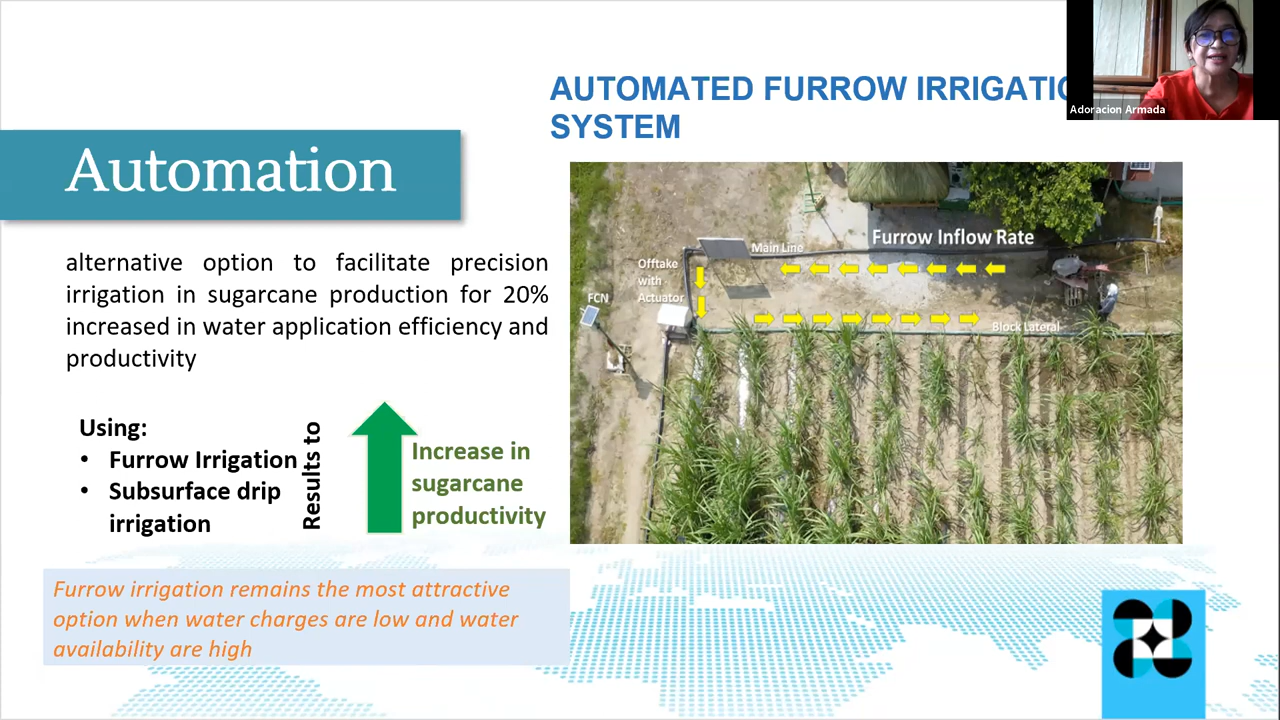 AUTOMATED FURROW IRRIGATIO
SYSTEM
Adoracion Armada
Automation
alternative option to facilitate precision
irrigation in sugarcane production for 20%
increased in water application efficiency and
productivity
Using:
• Furrow Irrigation
• Subsurface drip
irrigation
Results to
Increase in
sugarcane
productivity
Furrow irrigation remains the most attractive
option when water charges are low and water
availability are high
Furrow Inflow Rate
Main Line
Offtake
with
Actuator
FCN
Block Lateral